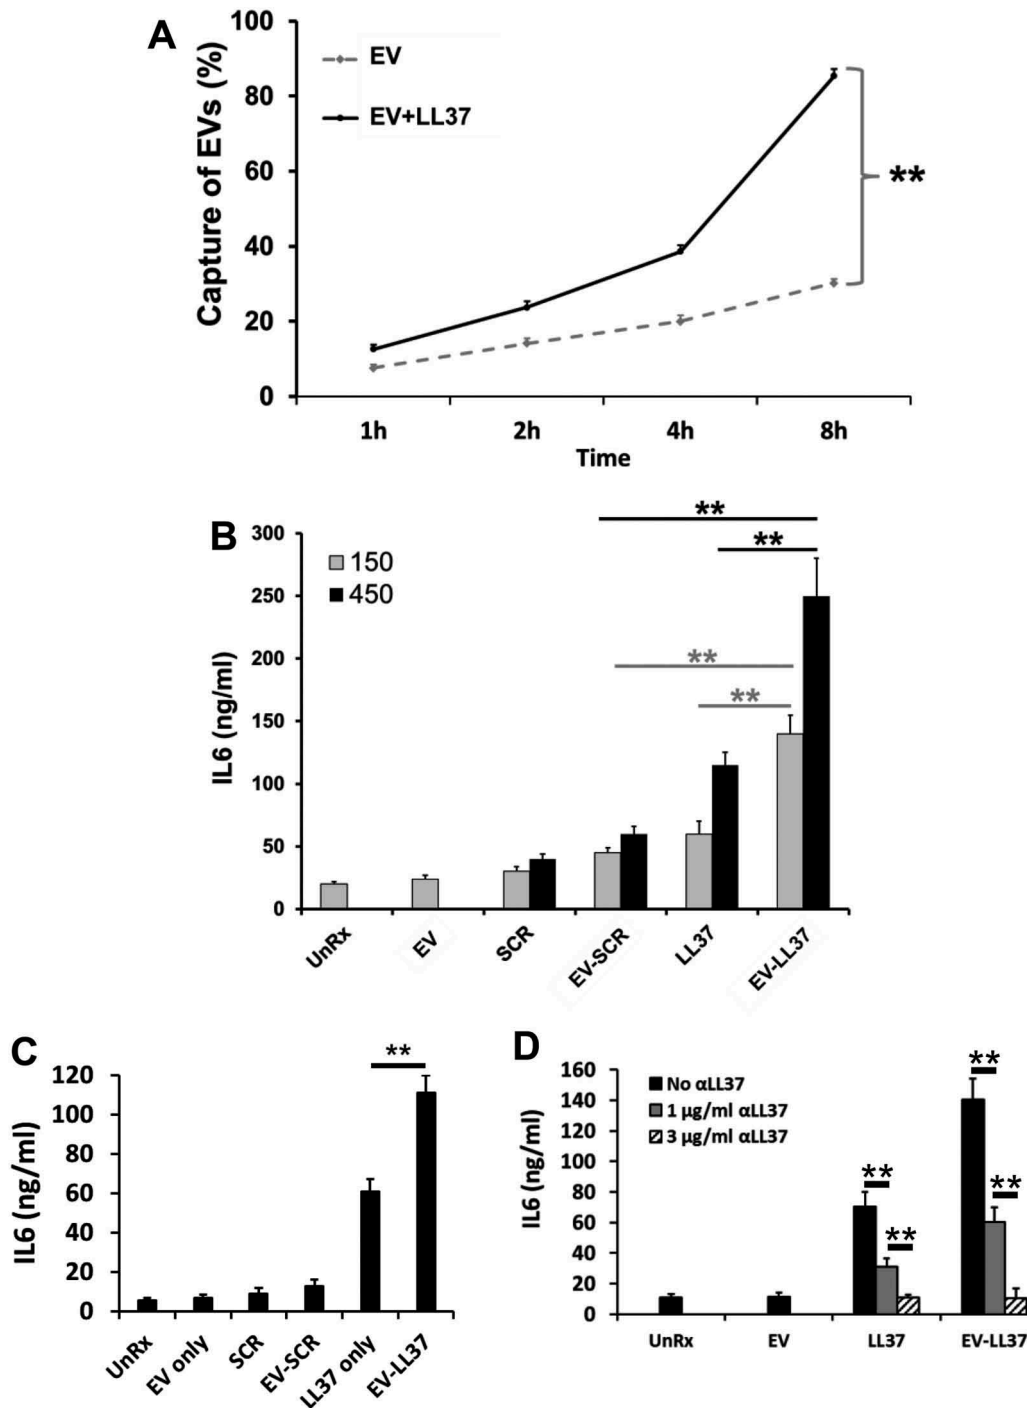 A
Capture of EVs (%)
100
80
60
40
20
0
EV
EV+LL37
**
1h 2h 4h 8h
Time
B
IL6 (ng/ml)
300
250
200
150
100
50
0
150
450
**
**
**
**
UnRx EV SCR EV-SCR LL37 EV-LL37
C
IL6 (ng/ml)
120
100
80
60
40
20
0
**
UnRx EV only SCR EV-SCR LL37 only EV-LL37
D
IL6 (ng/ml)
160
140
120
100
80
60
40
20
0
No αLL37
1 μg/ml αLL37
3 μg/ml αLL37
**
**
**
**
UnRx EV LL37 EV-LL37